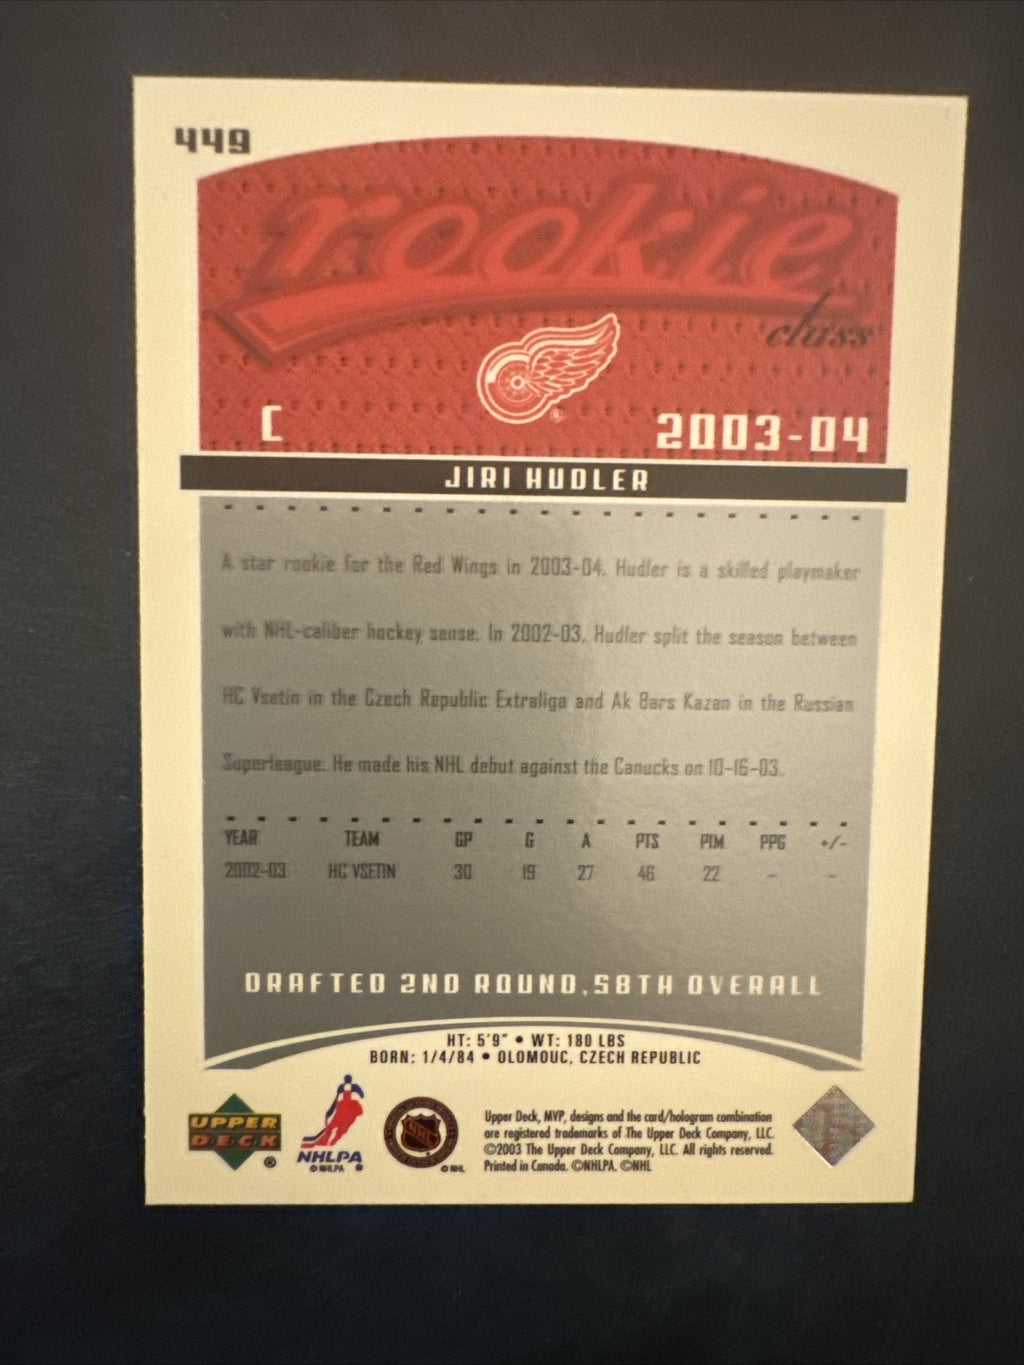 449
rookie
class
C
2003-04
JIRI HUDLER
A star rookie for the Red Wings in 2003-04, Hudler is a skilled playmaker
with NHL-caliber hockey sense. In 2002-03, Hudler split the season between
HC Vsetin in the Czech Republic Extraliga and Ak Bars Kazan in the Russian
Superleague. He made his NHL debut against the Canucks on 10-16-03.
YEAR TEAM GP G A PTS PIM PPG +/-
2002-03 HC VSETIN 30 19 27 46 22 - -
DRAFTED 2ND ROUND, 58TH OVERALL
HT: 5'9" • WT: 180 LBS
BORN: 1/4/84 • OLOMOUC, CZECH REPUBLIC
UPPER
DECK
®
NHLPA
© NHLPA ®
NHL
© NHL
Upper Deck, MVP, designs and the card/hologram combination
are registered trademarks of The Upper Deck Company, LLC.
©2003 The Upper Deck Company, LLC. All rights reserved.
Printed in Canada. ©NHLPA. ©NHL